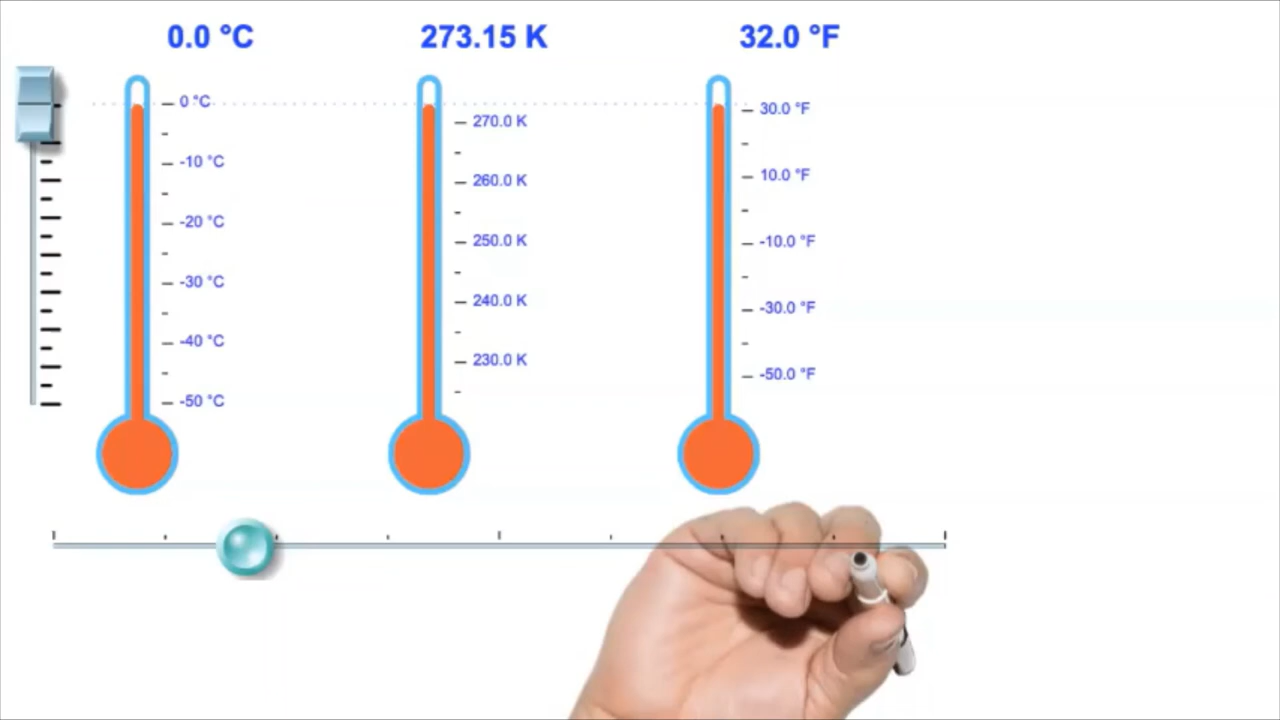 0.0 °C
273.15 K
32.0 °F
0 °C
-10 °C
-20 °C
-30 °C
-40 °C
-50 °C
270.0 K
260.0 K
250.0 K
240.0 K
230.0 K
30.0 °F
10.0 °F
-10.0 °F
-30.0 °F
-50.0 °F